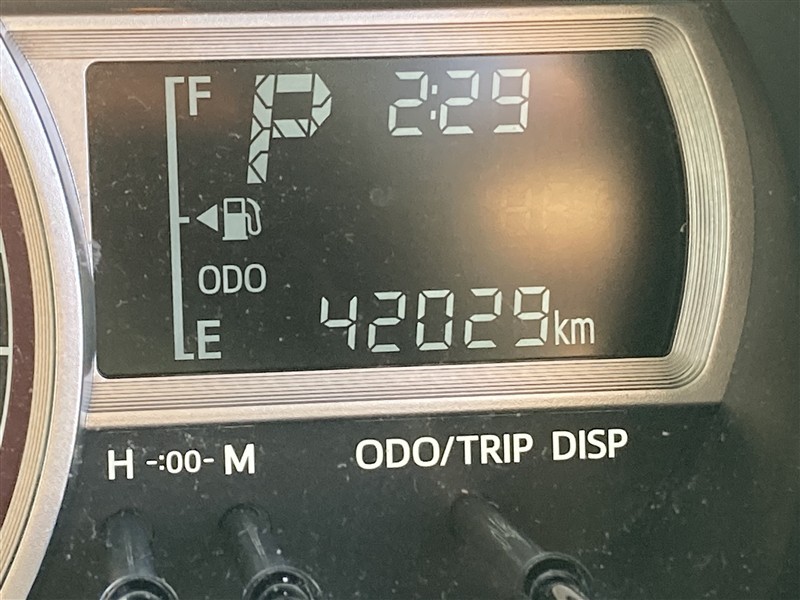 F P 2:29
ODO
E 42029km
H -:00- M ODO/TRIP DISP